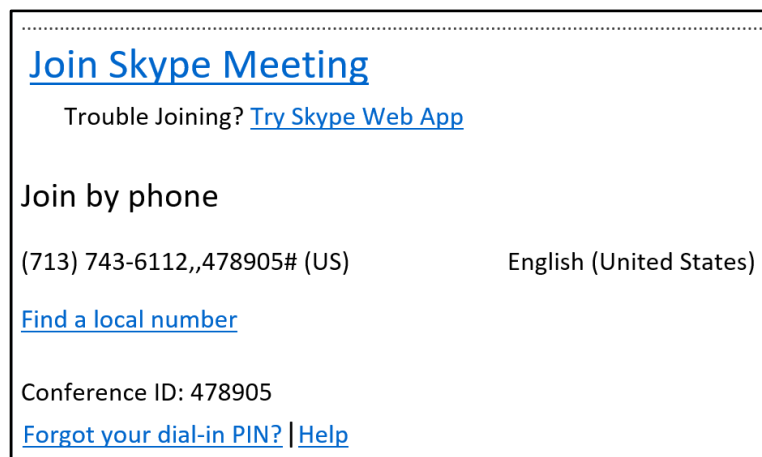 Join Skype Meeting
Trouble Joining? Try Skype Web App
Join by phone
(713) 743-6112,,478905# (US) English (United States)
Find a local number
Conference ID: 478905
Forgot your dial-in PIN? | Help